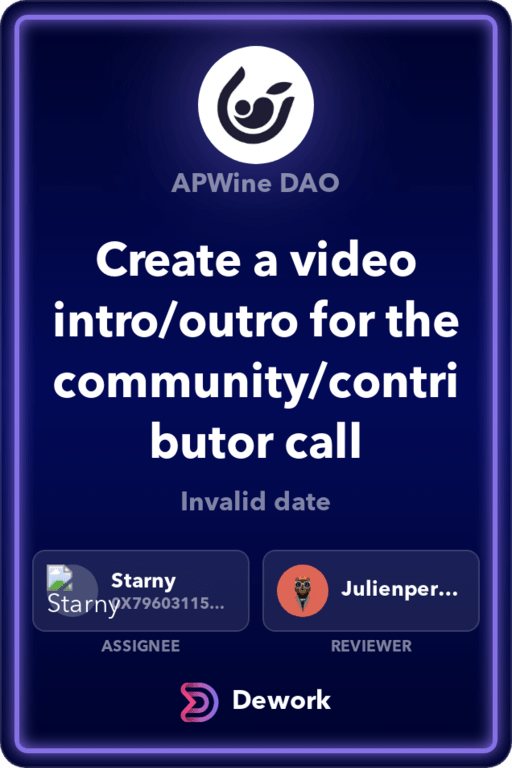 APWine DAO
Create a video
intro/outro for the
community/contri
butor call
Invalid date
Starny
Starny
0X79603115...
Julienper...
ASSIGNEE
REVIEWER
Dework